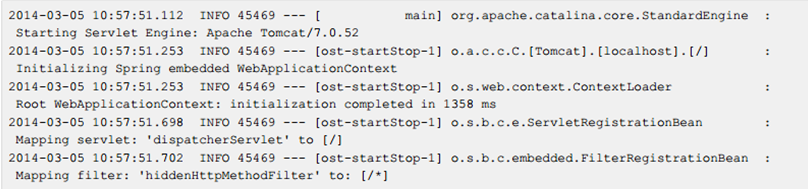 2014-03-05 10:57:51.112  INFO 45469 --- [           main] org.apache.catalina.core.StandardEngine  :
Starting Servlet Engine: Apache Tomcat/7.0.52
2014-03-05 10:57:51.253  INFO 45469 --- [ost-startStop-1] o.a.c.c.C.[Tomcat].[localhost].[/]       :
Initializing Spring embedded WebApplicationContext
2014-03-05 10:57:51.253  INFO 45469 --- [ost-startStop-1] o.s.web.context.ContextLoader            :
Root WebApplicationContext: initialization completed in 1358 ms
2014-03-05 10:57:51.698  INFO 45469 --- [ost-startStop-1] o.s.b.c.e.ServletRegistrationBean        :
Mapping servlet: 'dispatcherServlet' to [/]
2014-03-05 10:57:51.702  INFO 45469 --- [ost-startStop-1] o.s.b.c.embedded.FilterRegistrationBean  :
Mapping filter: 'hiddenHttpMethodFilter' to: [/*]